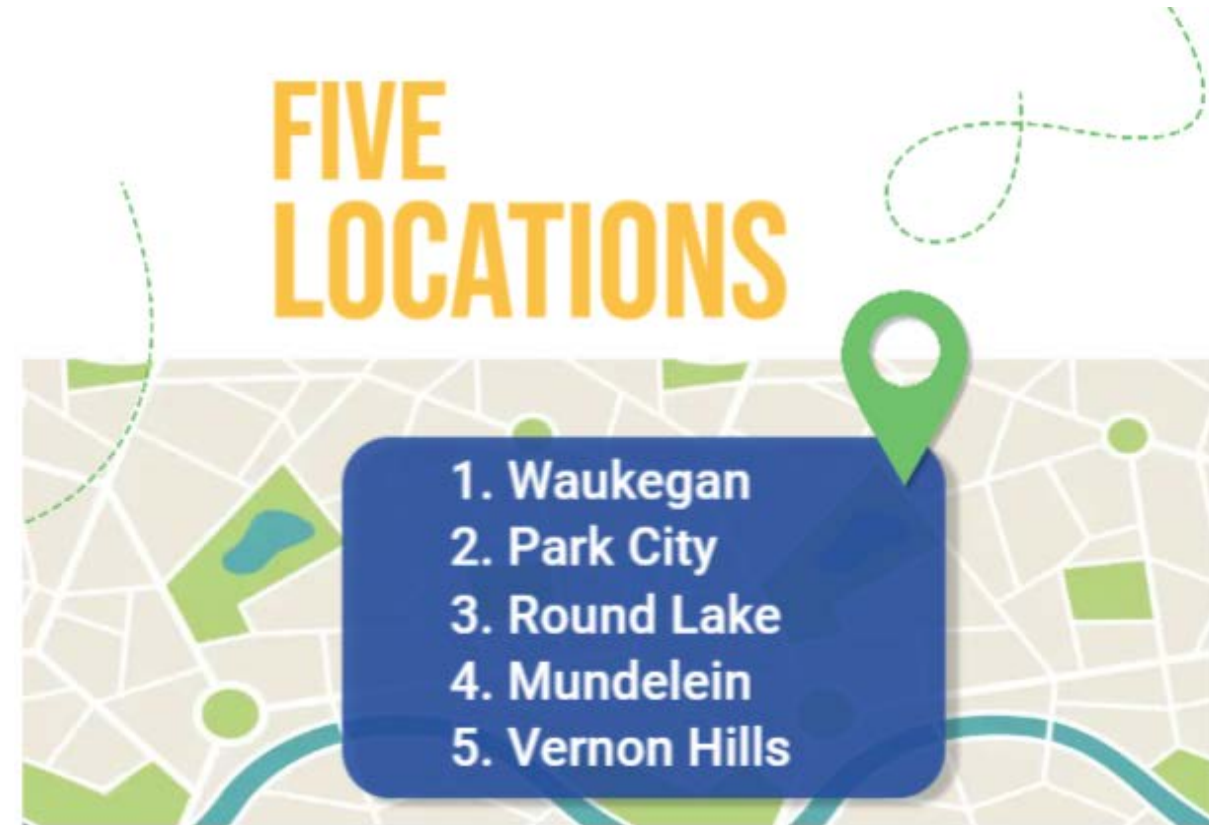 FIVE
LOCATIONS
1. Waukegan
2. Park City
3. Round Lake
4. Mundelein
5. Vernon Hills